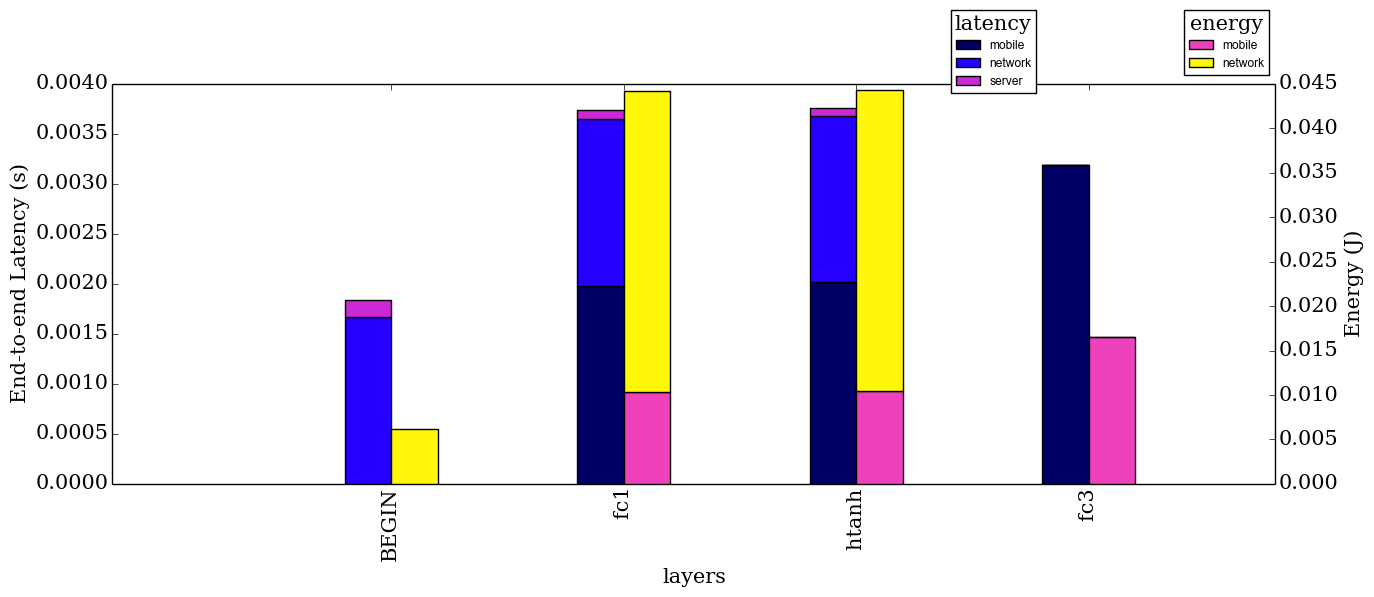 latency
mobile
network
server
energy
mobile
network
0.0040
0.0035
0.0030
0.0025
0.0020
0.0015
0.0010
0.0005
0.0000
End-to-end Latency (s)
0.045
0.040
0.035
0.030
0.025
0.020
0.015
0.010
0.005
0.000
Energy (J)
BEGIN
fc1
htanh
fc3
layers